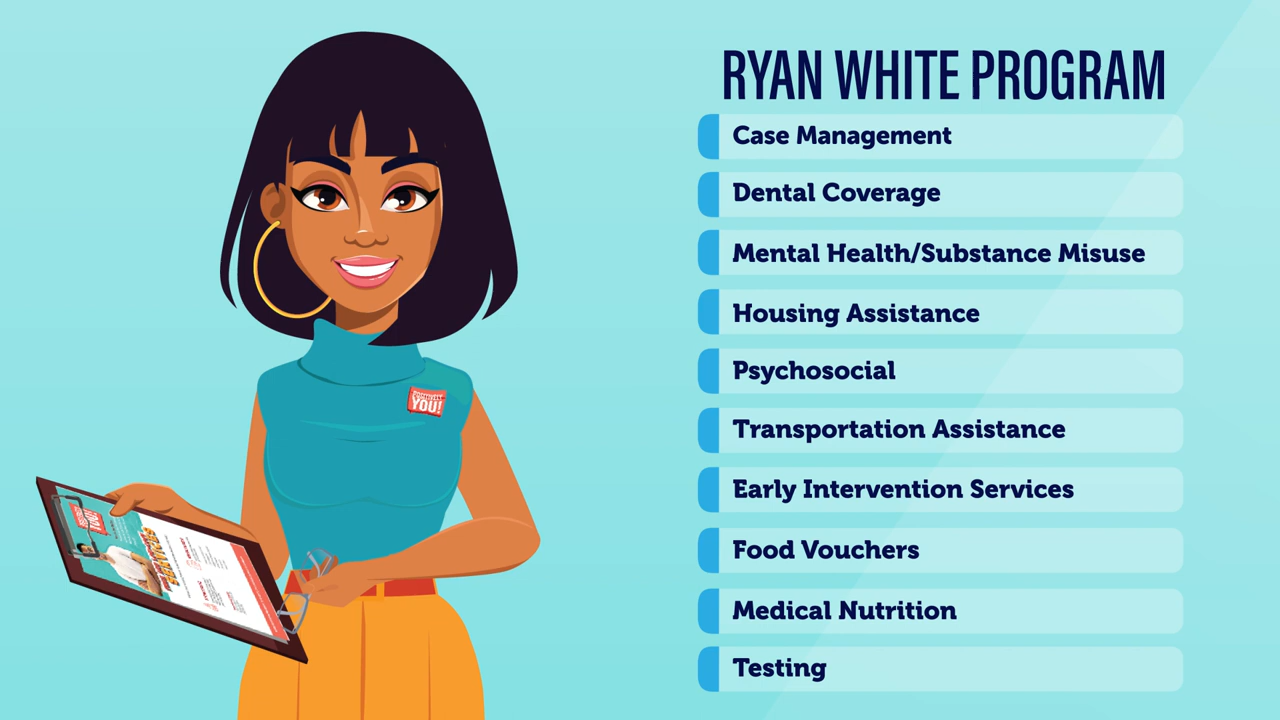 RYAN WHITE PROGRAM
Case Management
Dental Coverage
Mental Health/Substance Misuse
Housing Assistance
Psychosocial
Transportation Assistance
Early Intervention Services
Food Vouchers
Medical Nutrition
Testing
YOU!